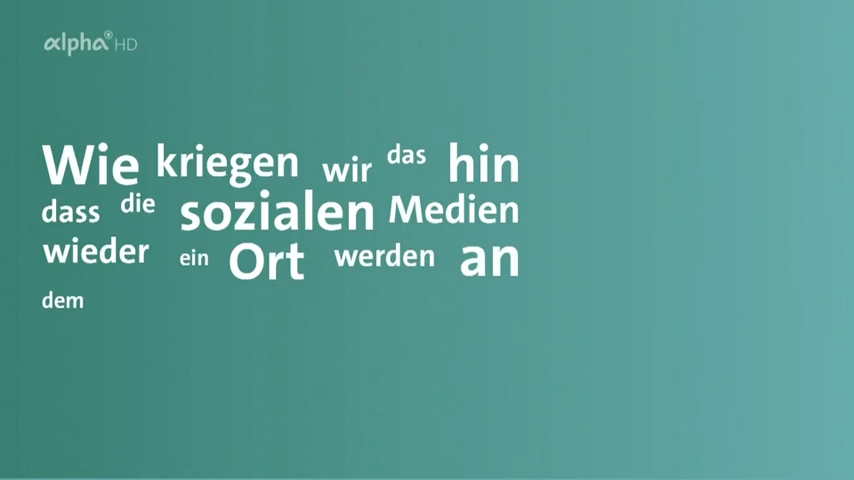 alpha HD
Wie kriegen wir das hin
dass die sozialen Medien
wieder ein Ort werden an
dem